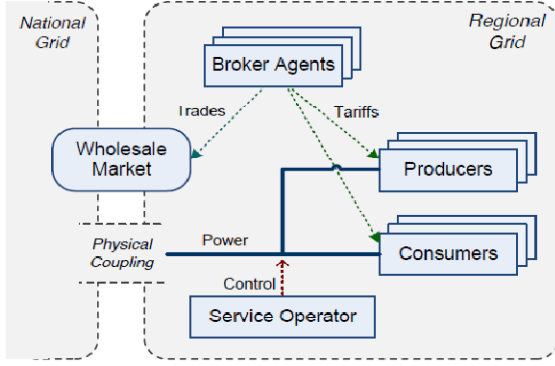 National
Grid
Regional
Grid
Broker Agents
Trades
Tariffs
Wholesale
Market
Producers
Physical
Coupling
Power
Consumers
Control
Service Operator